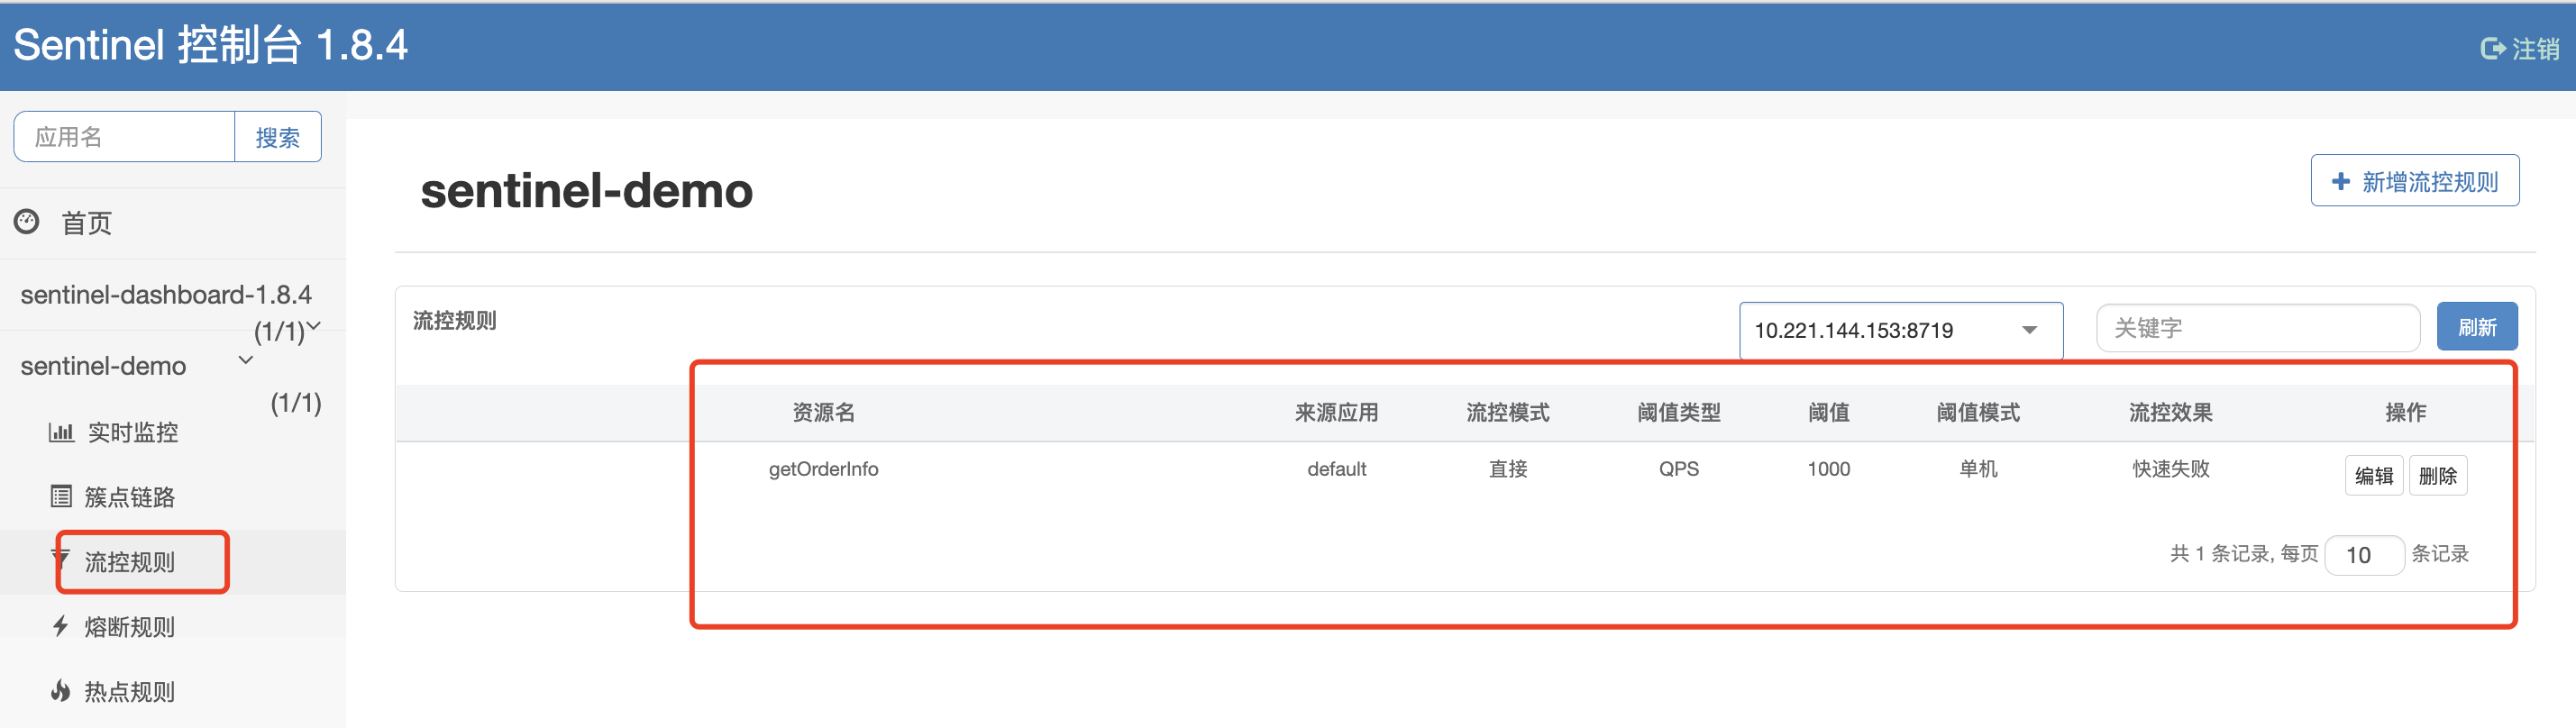 Sentinel 控制台 1.8.4
注销
应用名
搜索
首页
sentinel-dashboard-1.8.4
(1/1)
sentinel-demo
(1/1)
实时监控
簇点链路
流控规则
熔断规则
热点规则
sentinel-demo
新增流控规则
流控规则
10.221.144.153:8719
关键字
刷新
资源名 来源应用 流控模式 阈值类型 阈值 阈值模式 流控效果 操作
getOrderInfo default 直接 QPS 1000 单机 快速失败 编辑 删除
共 1 条记录, 每页 10 条记录